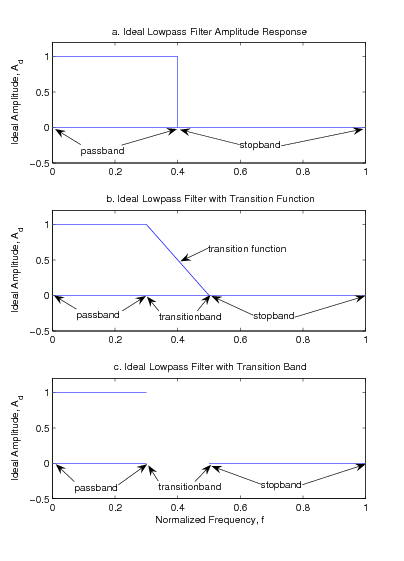 a. Ideal Lowpass Filter Amplitude Response
Ideal Amplitude, A_d
1
0.5
0
−0.5
passband
stopband
0 0.2 0.4 0.6 0.8 1
b. Ideal Lowpass Filter with Transition Function
Ideal Amplitude, A_d
1
0.5
0
−0.5
transition function
passband
transitionband
stopband
0 0.2 0.4 0.6 0.8 1
c. Ideal Lowpass Filter with Transition Band
Ideal Amplitude, A_d
1
0.5
0
−0.5
passband
transitionband
stopband
0 0.2 0.4 0.6 0.8 1
Normalized Frequency, f